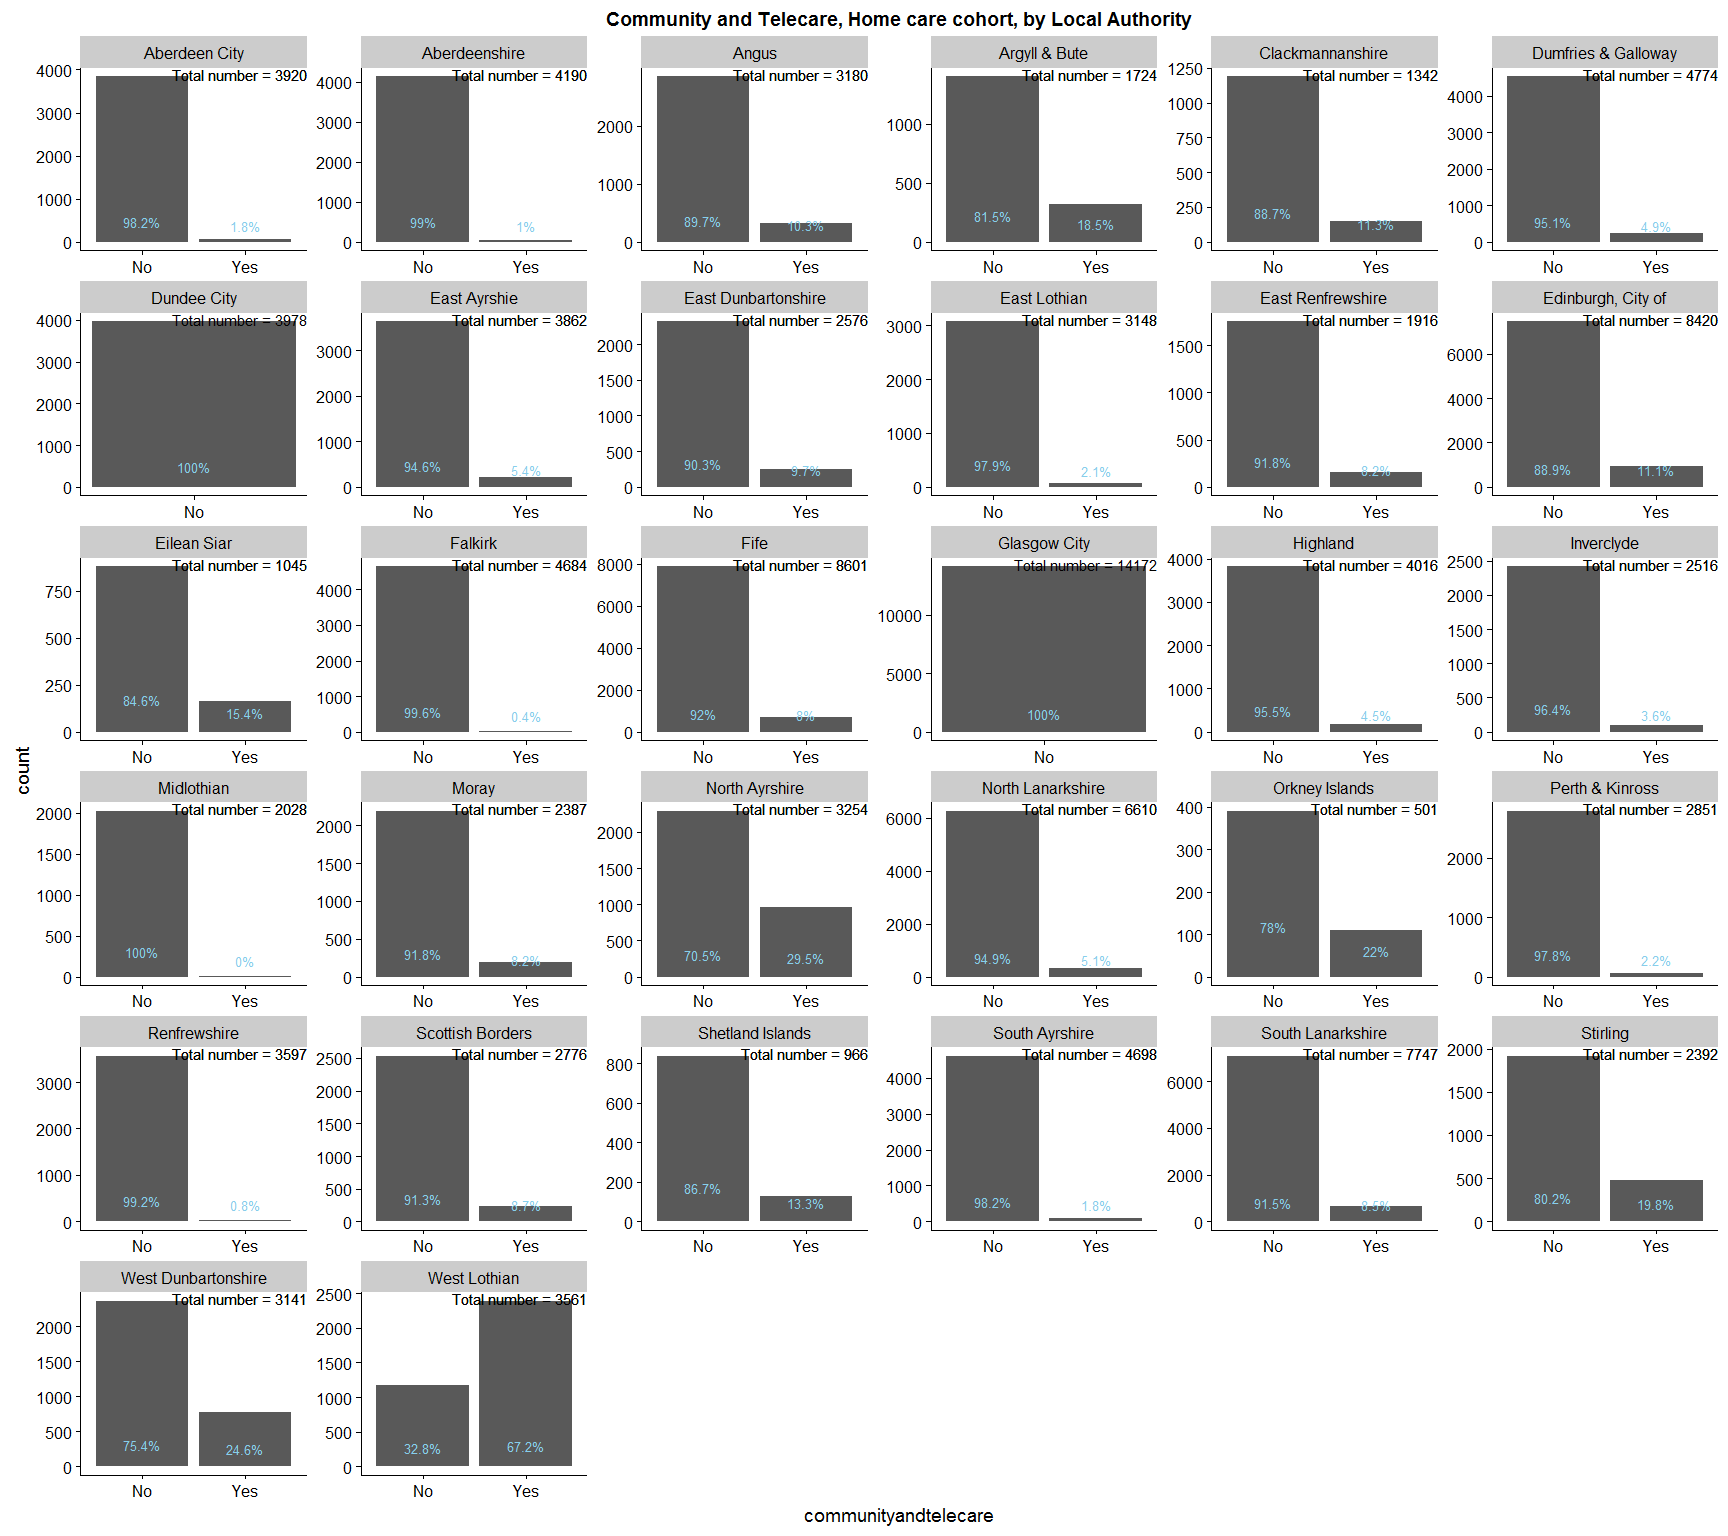 Community and Telecare, Home care cohort, by Local Authority
Aberdeen City
Total number = 3920
4000
3000
2000
1000
0
98.2%
1.8%
No Yes
Aberdeenshire
Total number = 4190
4000
3000
2000
1000
0
99%
1%
No Yes
Angus
Total number = 3180
2000
1000
0
89.7%
10.3%
No Yes
Argyll & Bute
Total number = 1724
1000
500
0
81.5%
18.5%
No Yes
Clackmannanshire
Total number = 1342
1250
1000
750
500
250
0
88.7%
11.3%
No Yes
Dumfries & Galloway
Total number = 4774
4000
3000
2000
1000
0
95.1%
4.9%
No Yes
Dundee City
Total number = 3978
4000
3000
2000
1000
0
100%
No
East Ayrshie
Total number = 3862
3000
2000
1000
0
94.6%
5.4%
No Yes
East Dunbartonshire
Total number = 2576
2000
1500
1000
500
0
90.3%
9.7%
No Yes
East Lothian
Total number = 3148
3000
2000
1000
0
97.9%
2.1%
No Yes
East Renfrewshire
Total number = 1916
1500
1000
500
0
91.8%
8.2%
No Yes
Edinburgh, City of
Total number = 8420
6000
4000
2000
0
88.9%
11.1%
No Yes
Eilean Siar
Total number = 1045
750
500
250
0
84.6%
15.4%
No Yes
Falkirk
Total number = 4684
4000
3000
2000
1000
0
99.6%
0.4%
No Yes
Fife
Total number = 8601
8000
6000
4000
2000
0
92%
8%
No Yes
Glasgow City
Total number = 14172
10000
5000
0
100%
No
Highland
Total number = 4016
4000
3000
2000
1000
0
95.5%
4.5%
No Yes
Inverclyde
Total number = 2516
2500
2000
1500
1000
500
0
96.4%
3.6%
No Yes
Midlothian
Total number = 2028
2000
1500
1000
500
0
100%
0%
No Yes
Moray
Total number = 2387
2000
1500
1000
500
0
91.8%
8.2%
No Yes
North Ayrshire
Total number = 3254
2000
1500
1000
500
0
70.5%
29.5%
No Yes
North Lanarkshire
Total number = 6610
6000
4000
2000
0
94.9%
5.1%
No Yes
Orkney Islands
Total number = 501
400
300
200
100
0
78%
22%
No Yes
Perth & Kinross
Total number = 2851
2000
1000
0
97.8%
2.2%
No Yes
Renfrewshire
Total number = 3597
3000
2000
1000
0
99.2%
0.8%
No Yes
Scottish Borders
Total number = 2776
2500
2000
1500
1000
500
0
91.3%
8.7%
No Yes
Shetland Islands
Total number = 966
800
600
400
200
0
86.7%
13.3%
No Yes
South Ayrshire
Total number = 4698
4000
3000
2000
1000
0
98.2%
1.8%
No Yes
South Lanarkshire
Total number = 7747
6000
4000
2000
0
91.5%
8.5%
No Yes
Stirling
Total number = 2392
2000
1500
1000
500
0
80.2%
19.8%
No Yes
West Dunbartonshire
Total number = 3141
2000
1500
1000
500
0
75.4%
24.6%
No Yes
West Lothian
Total number = 3561
2500
2000
1500
1000
500
0
32.8%
67.2%
No Yes
count
communityandtelecare